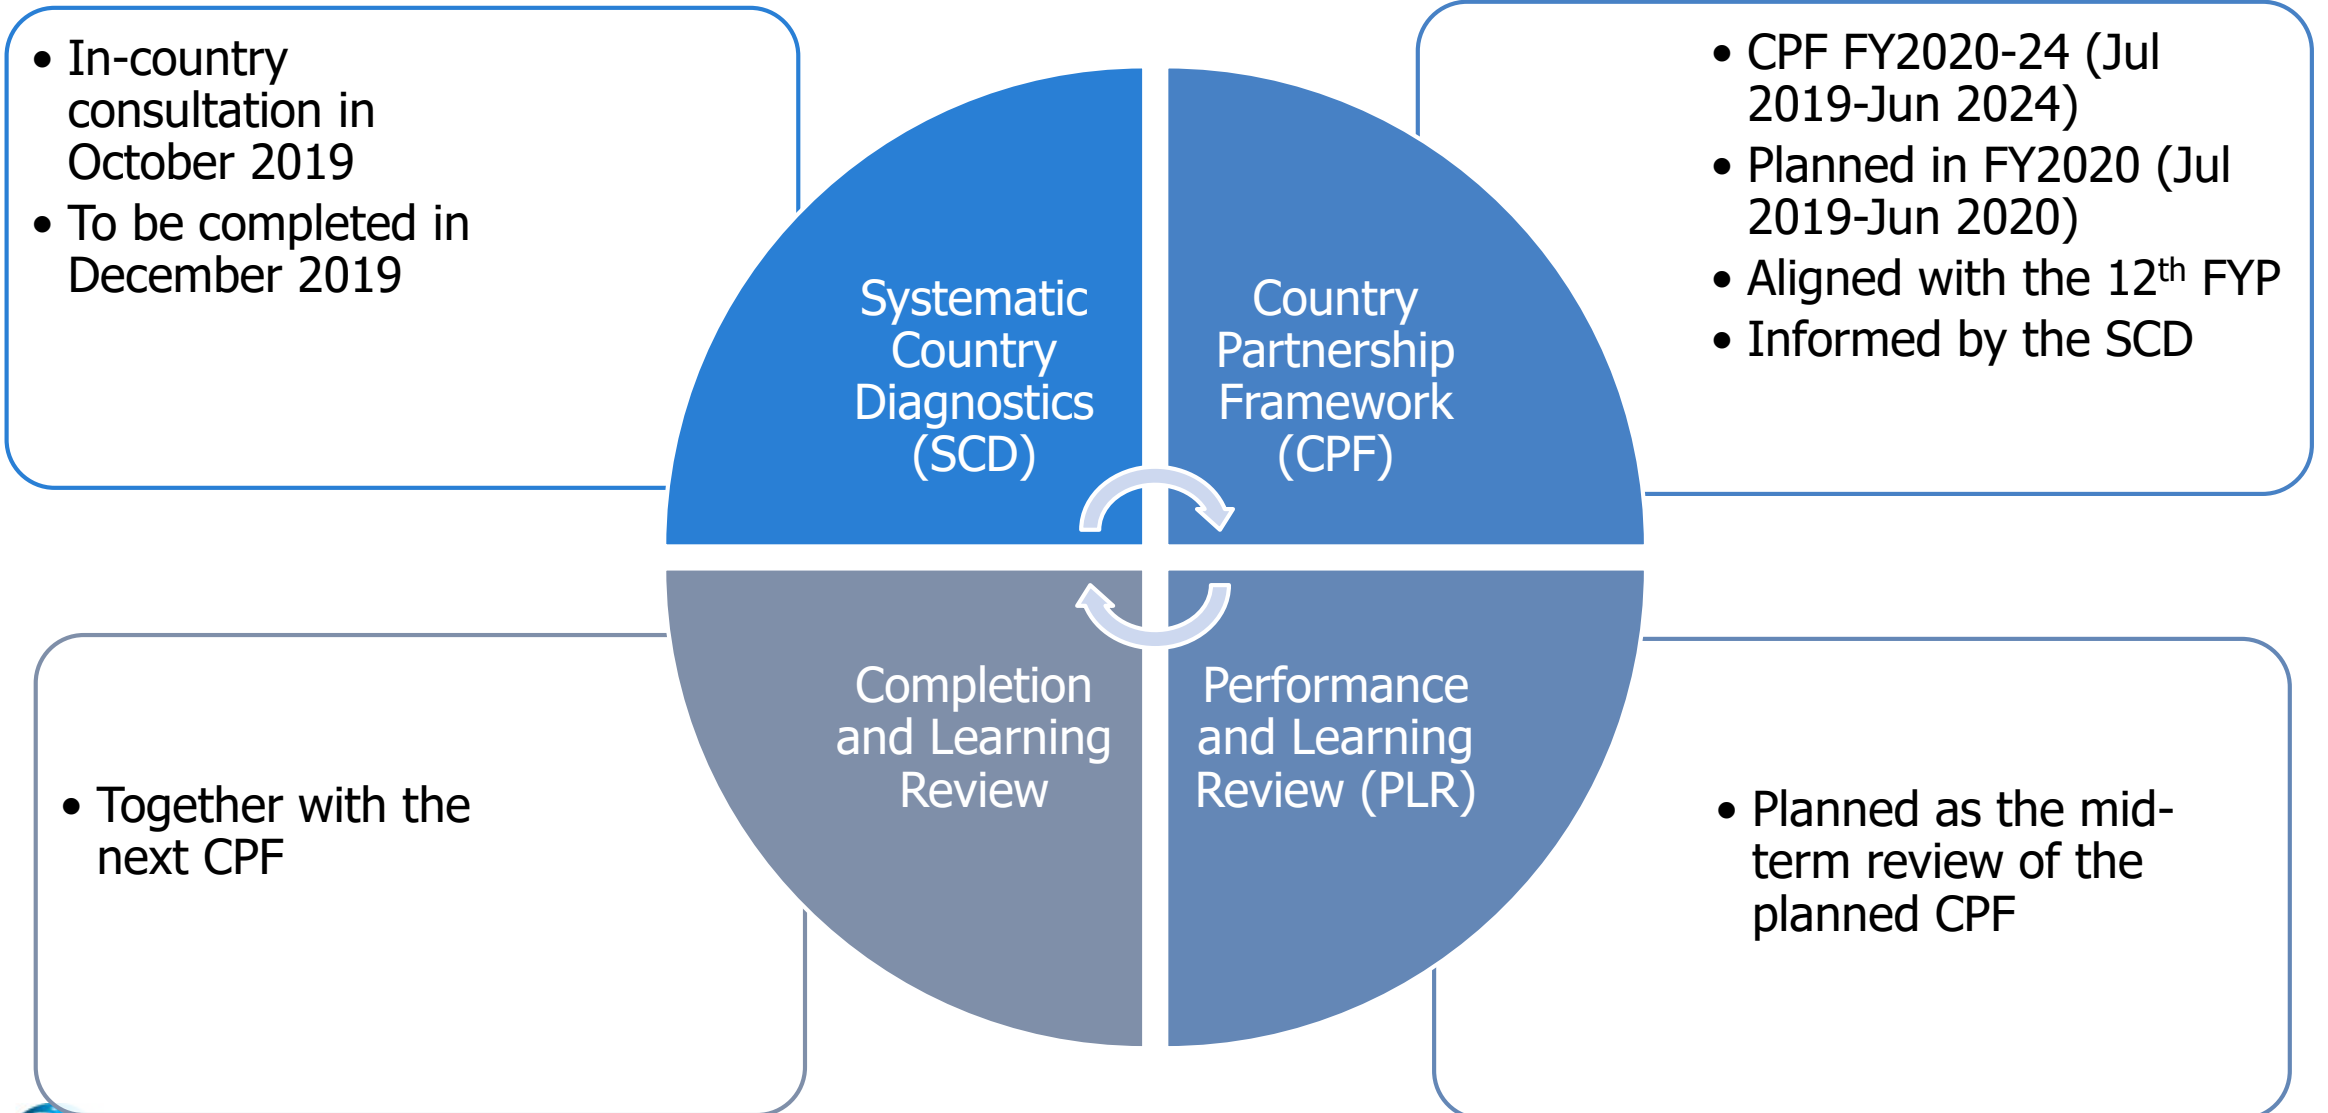 • In-country
consultation in
October 2019
• To be completed in
December 2019
• CPF FY2020-24 (Jul
2019-Jun 2024)
• Planned in FY2020 (Jul
2019-Jun 2020)
• Aligned with the 12th FYP
• Informed by the SCD
Systematic
Country
Diagnostics
(SCD)
Country
Partnership
Framework
(CPF)
Completion
and Learning
Review
Performance
and Learning
Review (PLR)
• Together with the
next CPF
• Planned as the mid-
term review of the
planned CPF